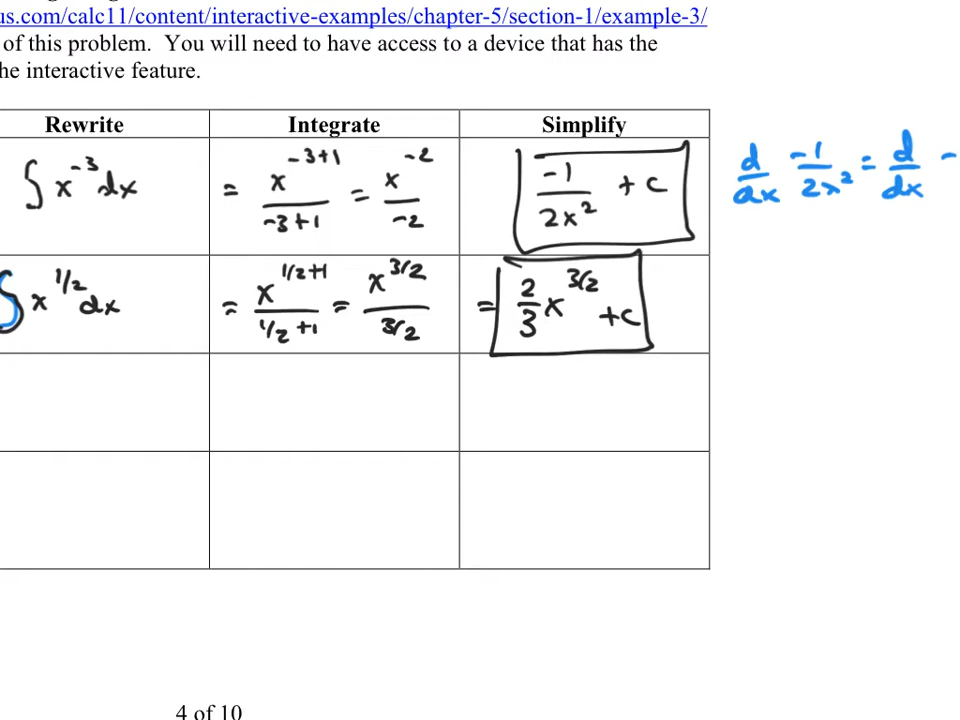 us.com/calc11/content/interactive-examples/chapter-5/section-1/example-3/
of this problem. You will need to have access to a device that has the
he interactive feature.
Rewrite Integrate Simplify
∫ x^-3 dx = x^(-3+1)/(-3+1) = x^-2/-2 -1/(2x^2) + c d/dx -1/(2x^2) = d/dx -
∫ x^(1/2) dx = x^(1/2+1)/(1/2+1) = x^(3/2)/(3/2) = 2/3 x^(3/2) + c
4 of 10